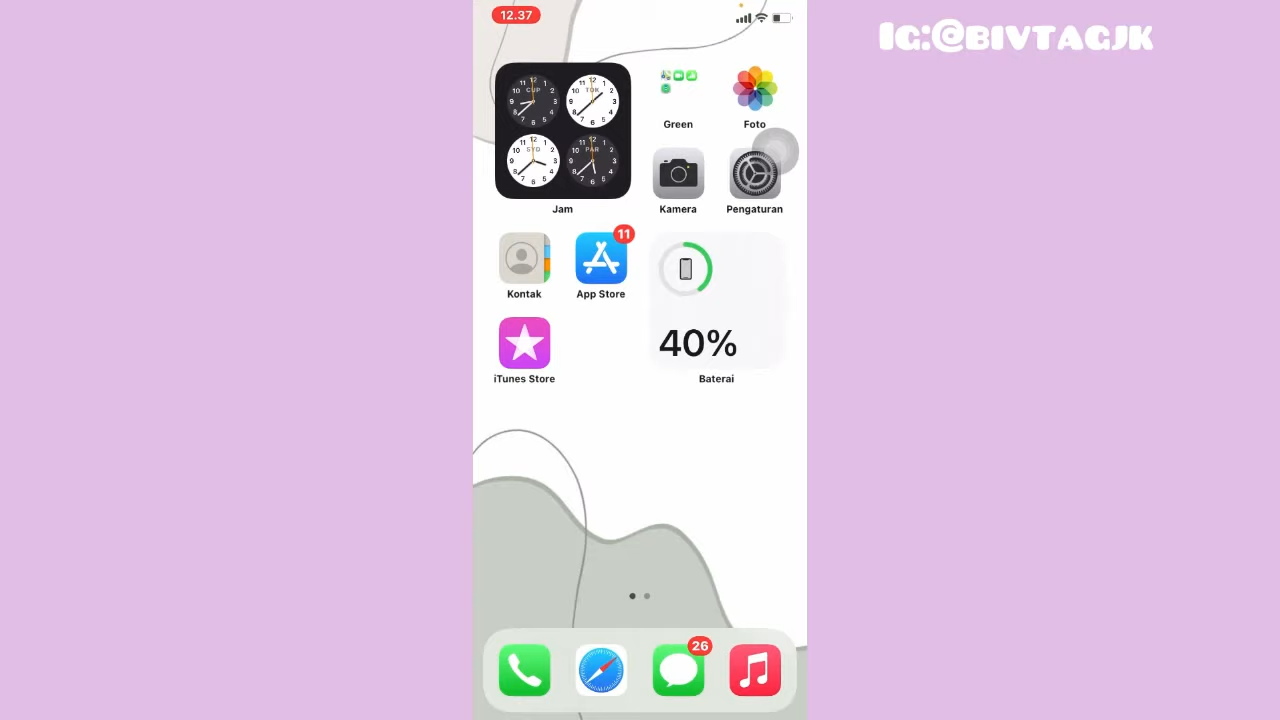 12.37
IG:@BIVTAGJK
Green
Foto
Jam
Kamera
Pengaturan
11
Kontak
App Store
40%
iTunes Store
Baterai
26